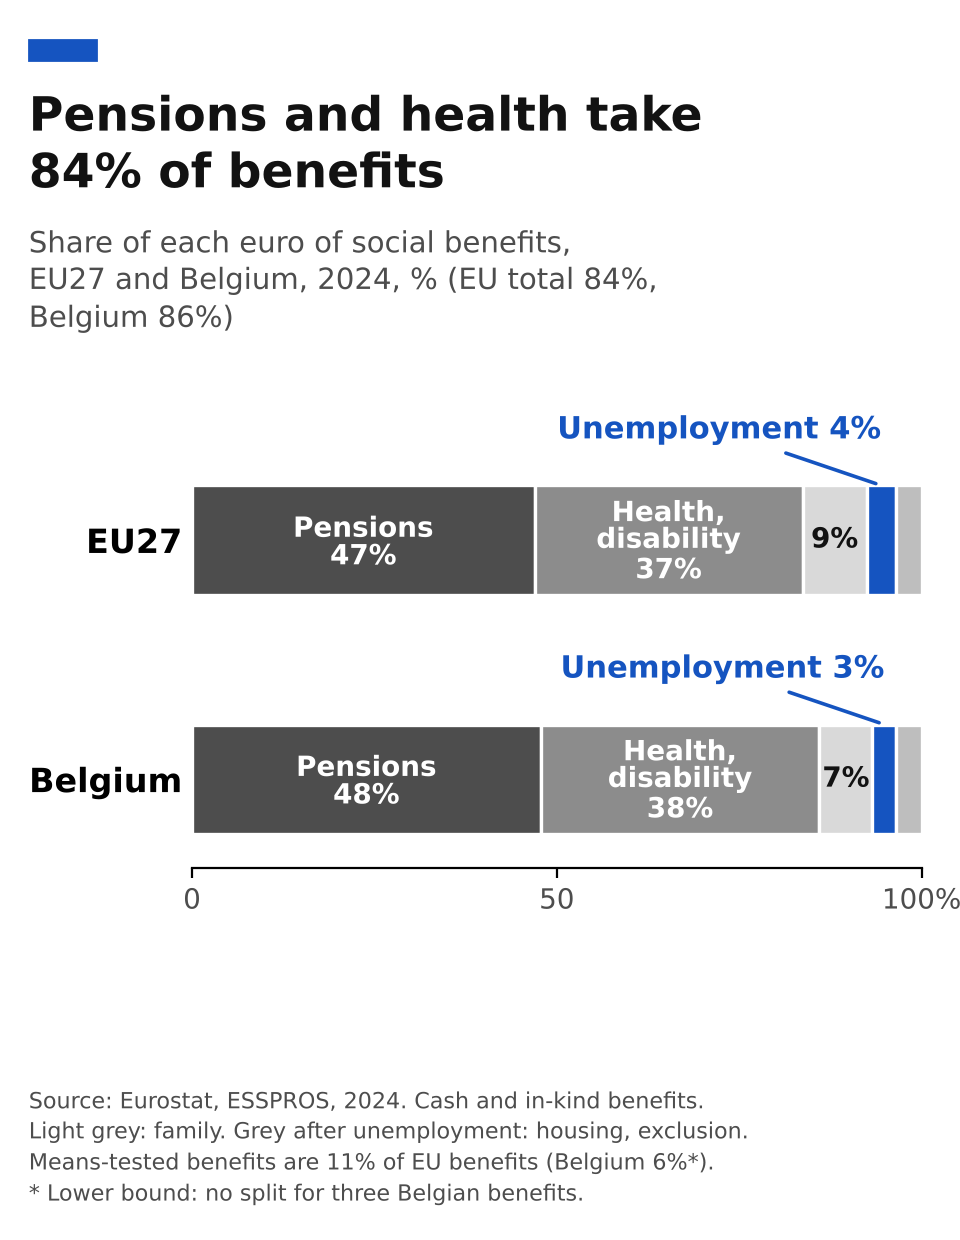 Pensions and health take
84% of benefits
Share of each euro of social benefits,
EU27 and Belgium, 2024, % (EU total 84%,
Belgium 86%)
Unemployment 4%
EU27
Pensions
47%
Health,
disability
37%
9%
Unemployment 3%
Belgium
Pensions
48%
Health,
disability
38%
7%
0
50
100%
Source: Eurostat, ESSPROS, 2024. Cash and in-kind benefits.
Light grey: family. Grey after unemployment: housing, exclusion.
Means-tested benefits are 11% of EU benefits (Belgium 6%*).
* Lower bound: no split for three Belgian benefits.